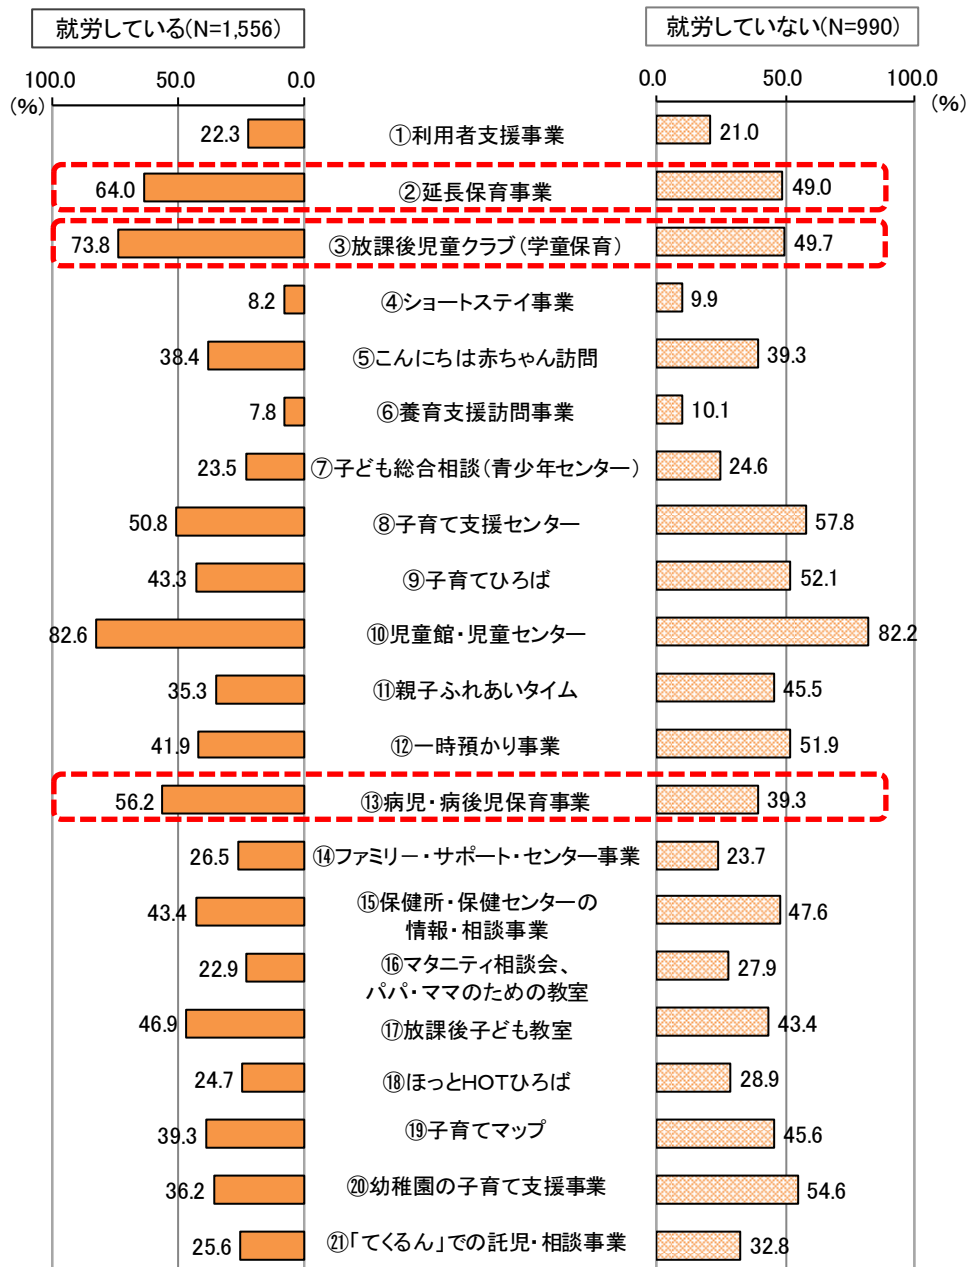 就労している(N=1,556)
就労していない(N=990)
100.0 50.0 0.0
0.0 50.0 100.0
(%)
(%)
22.3 ①利用者支援事業 21.0
64.0 ②延長保育事業 49.0
73.8 ③放課後児童クラブ(学童保育) 49.7
8.2 ④ショートステイ事業 9.9
38.4 ⑤こんにちは赤ちゃん訪問 39.3
7.8 ⑥養育支援訪問事業 10.1
23.5 ⑦子ども総合相談(青少年センター) 24.6
50.8 ⑧子育て支援センター 57.8
43.3 ⑨子育てひろば 52.1
82.6 ⑩児童館・児童センター 82.2
35.3 ⑪親子ふれあいタイム 45.5
41.9 ⑫一時預かり事業 51.9
56.2 ⑬病児・病後児保育事業 39.3
26.5 ⑭ファミリー・サポート・センター事業 23.7
43.4 ⑮保健所・保健センターの 47.6
情報・相談事業
22.9 ⑯マタニティ相談会、 27.9
パパ・ママのための教室
46.9 ⑰放課後子ども教室 43.4
24.7 ⑱ほっとHOTひろば 28.9
39.3 ⑲子育てマップ 45.6
36.2 ⑳幼稚園の子育て支援事業 54.6
25.6 ㉑「てくるん」での託児・相談事業 32.8